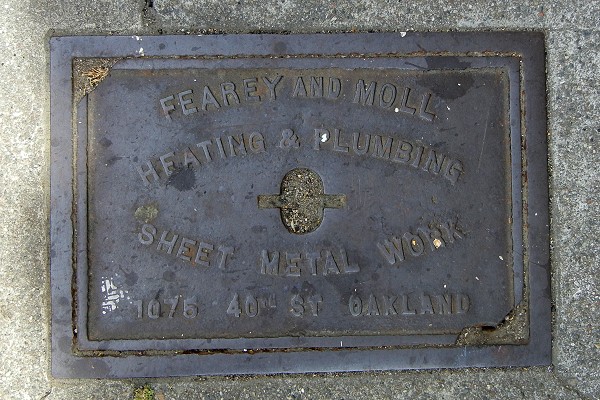 FEAREY AND MOLL
HEATING & PLUMBING
SHEET METAL WORK
1075 40TH ST OAKLAND